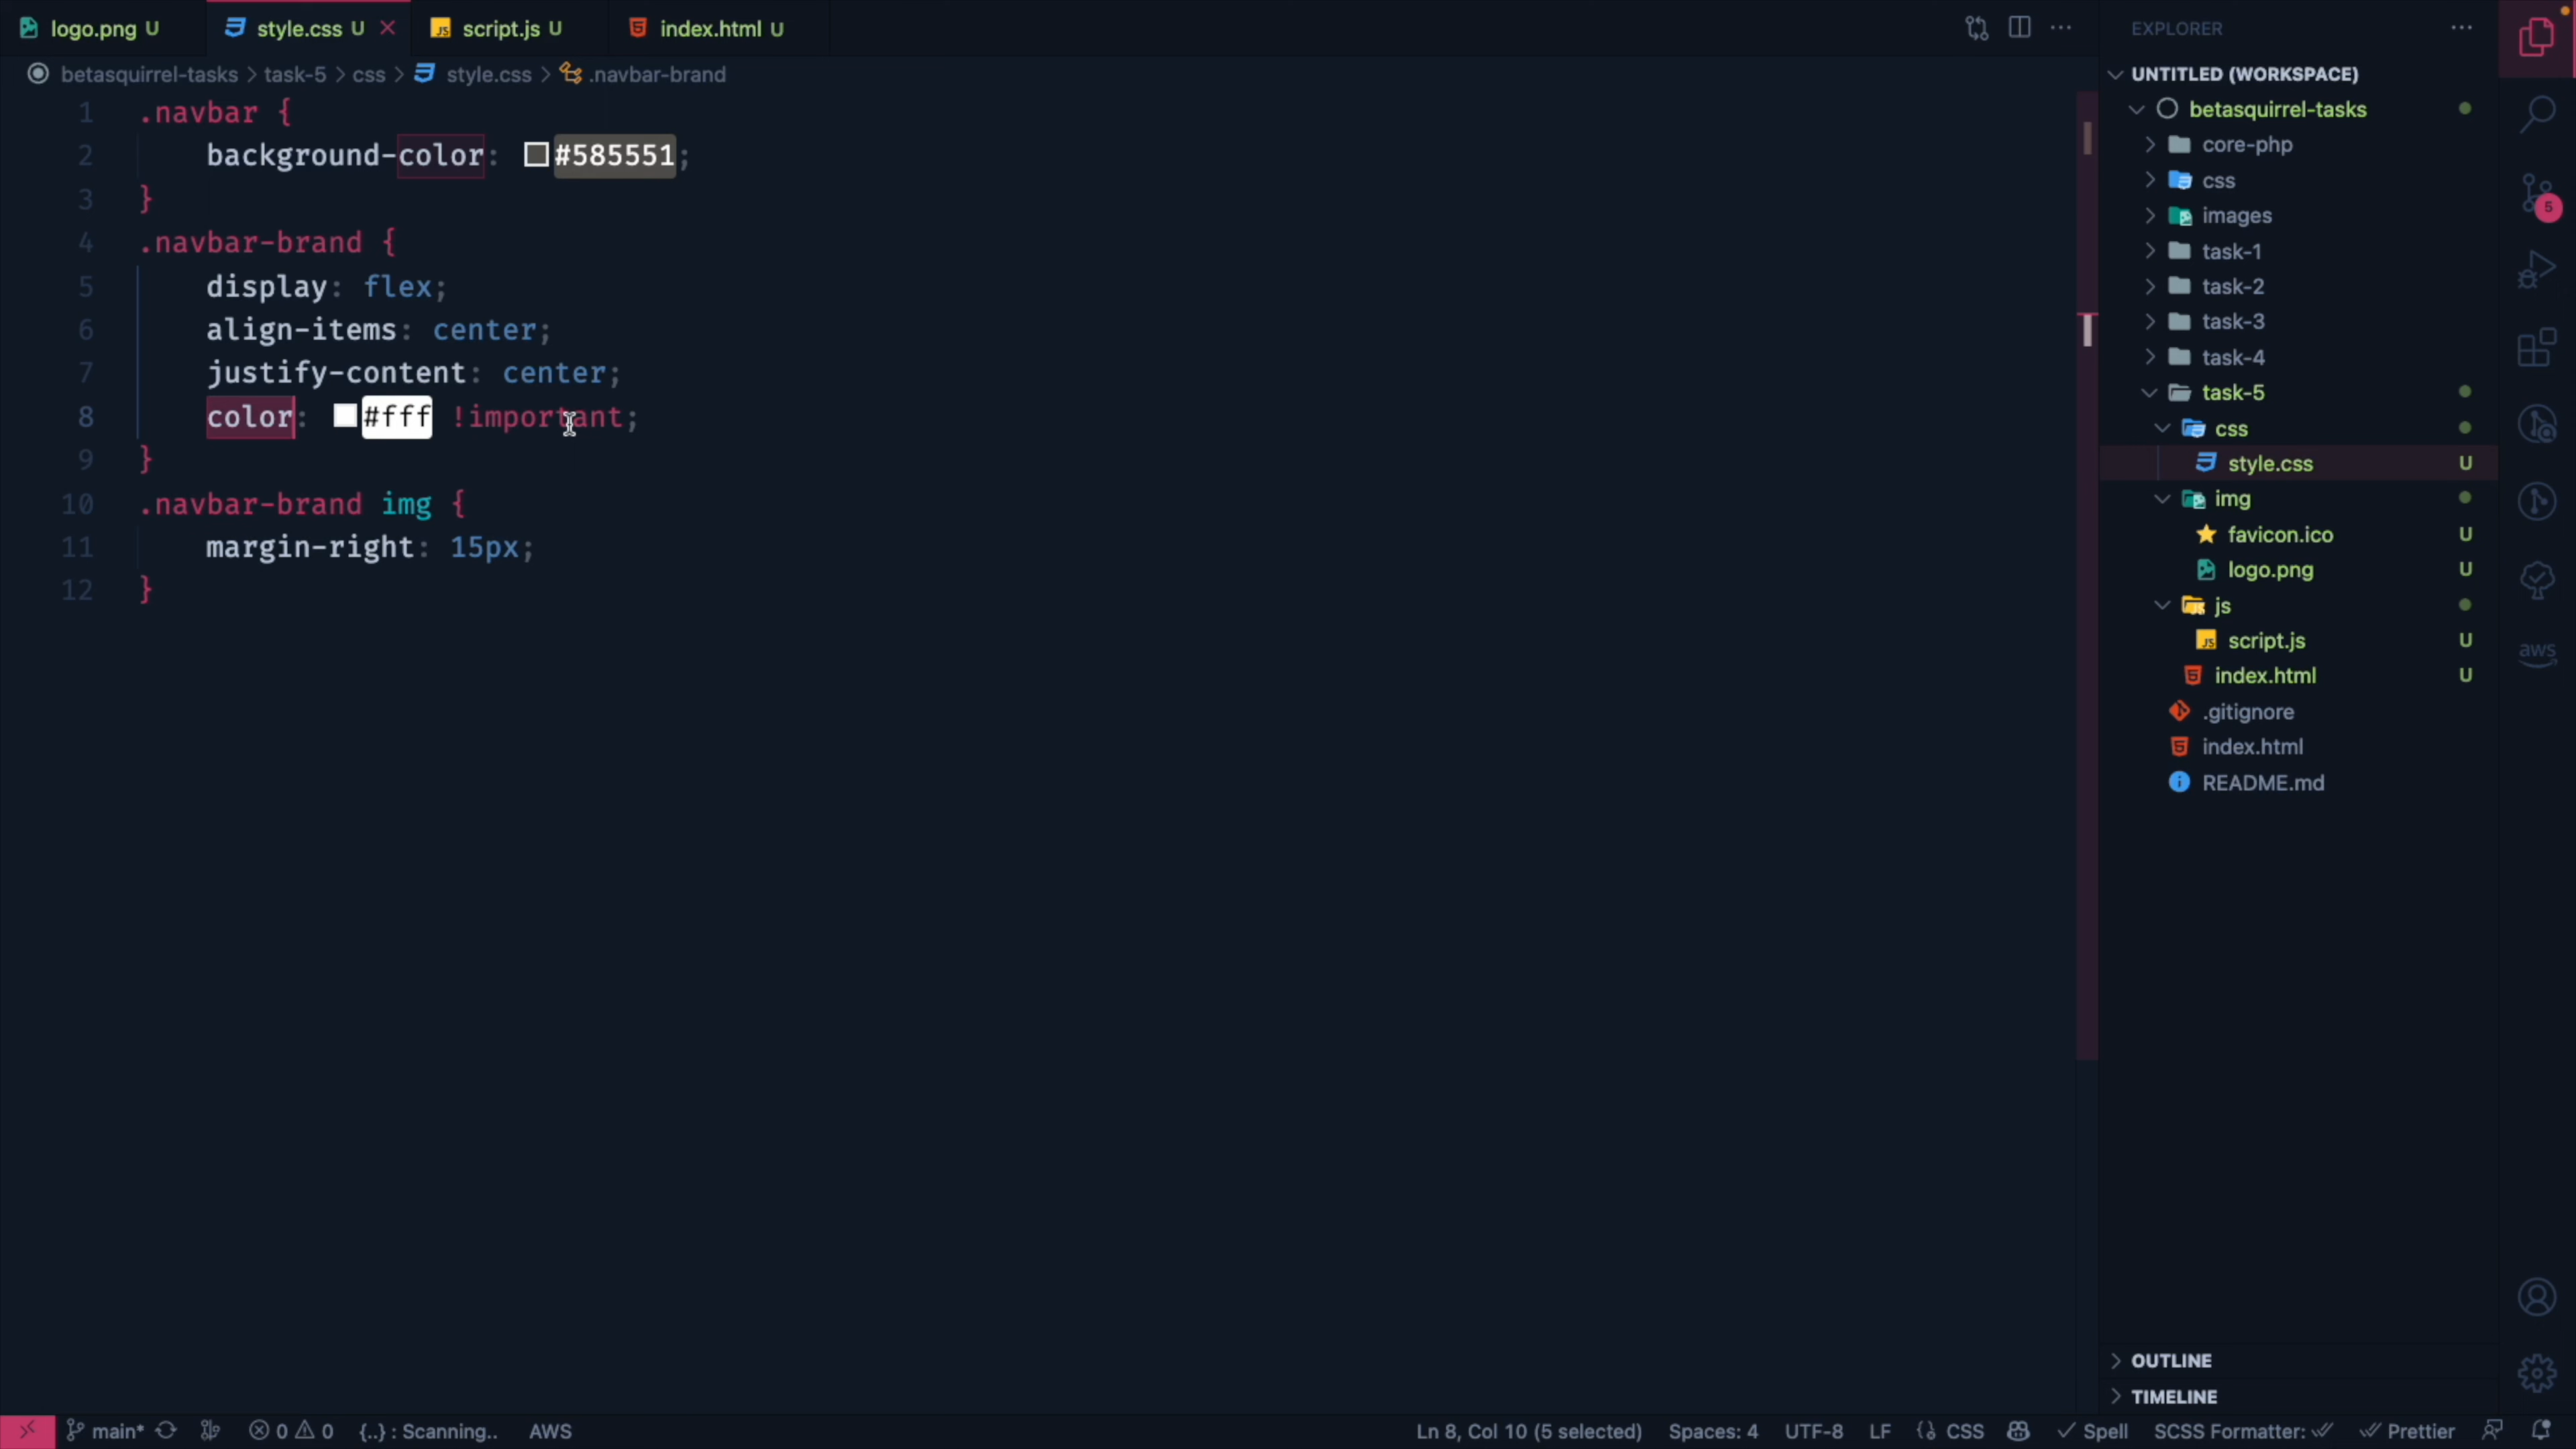 logo.png U style.css U script.js U index.html U
betasquirrel-tasks > task-5 > css > style.css > .navbar-brand
1 .navbar {
2 background-color: #585551;
3 }
4 .navbar-brand {
5 display: flex;
6 align-items: center;
7 justify-content: center;
8 color: #fff !important;
9 }
10 .navbar-brand img {
11 margin-right: 15px;
12 }
EXPLORER
UNTITLED (WORKSPACE)
betasquirrel-tasks
core-php
css
images
task-1
task-2
task-3
task-4
task-5
css
style.css U
img
favicon.ico U
logo.png U
js
script.js U
index.html U
.gitignore
index.html
README.md
OUTLINE
TIMELINE
5
aws
main* 0 0 {..} : Scanning.. AWS Ln 8, Col 10 (5 selected) Spaces: 4 UTF-8 LF CSS Spell SCSS Formatter: Prettier